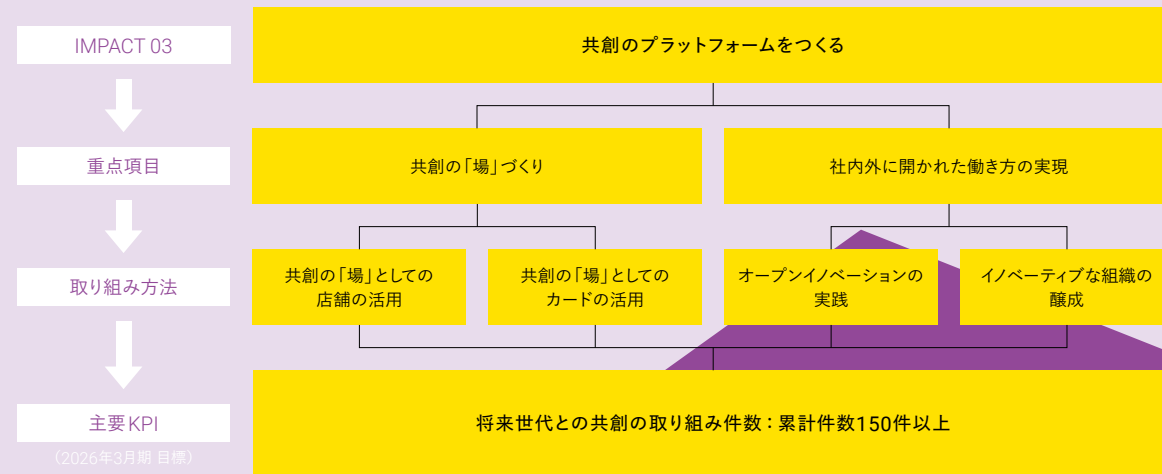 IMPACT 03
共創のプラットフォームをつくる
重点項目
共創の「場」づくり
社内外に開かれた働き方の実現
取り組み方法
共創の「場」としての
店舗の活用
共創の「場」としての
カードの活用
オープンイノベーションの
実践
イノベーティブな組織の
醸成
主要KPI
（2026年3月期 目標）
将来世代との共創の取り組み件数：累計件数150件以上